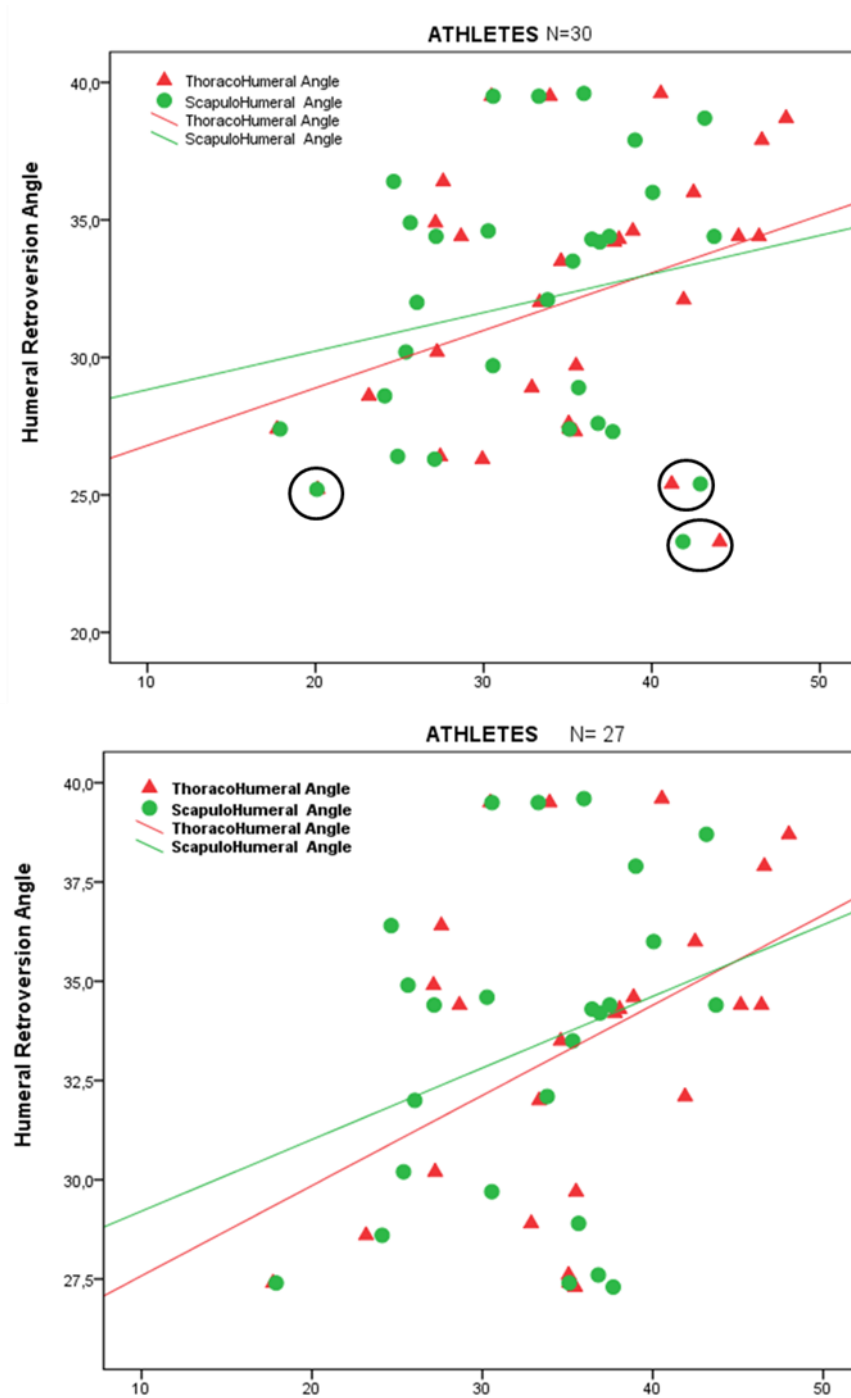 ATHLETES N=30
40,0
35,0
30,0
25,0
20,0
Humeral Retroversion Angle
ThoracoHumeral Angle
ScapuloHumeral Angle
ThoracoHumeral Angle
ScapuloHumeral Angle
10 20 30 40 50
ATHLETES N= 27
40,0
37,5
35,0
32,5
30,0
27,5
Humeral Retroversion Angle
ThoracoHumeral Angle
ScapuloHumeral Angle
ThoracoHumeral Angle
ScapuloHumeral Angle
10 20 30 40 50